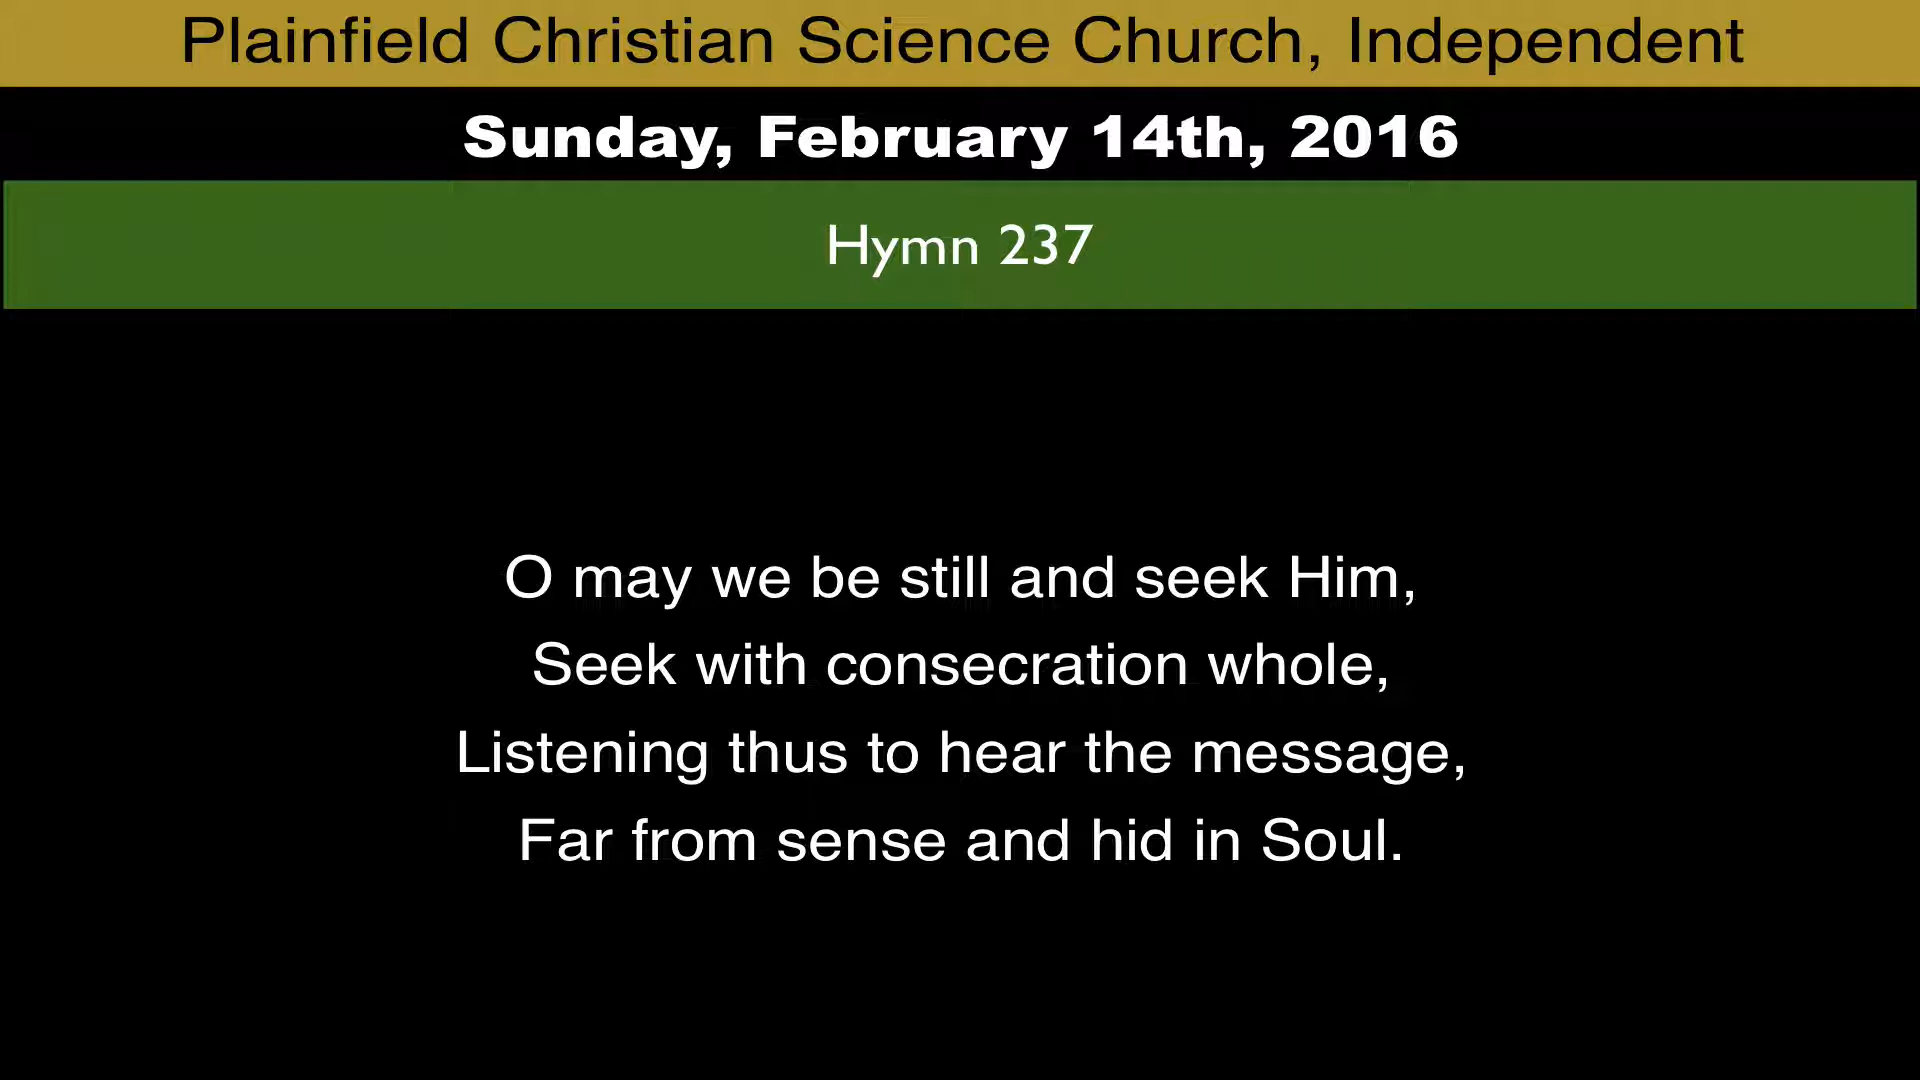 Plainfield Christian Science Church, Independent
Sunday, February 14th, 2016
Hymn 237
O may we be still and seek Him,
Seek with consecration whole,
Listening thus to hear the message,
Far from sense and hid in Soul.